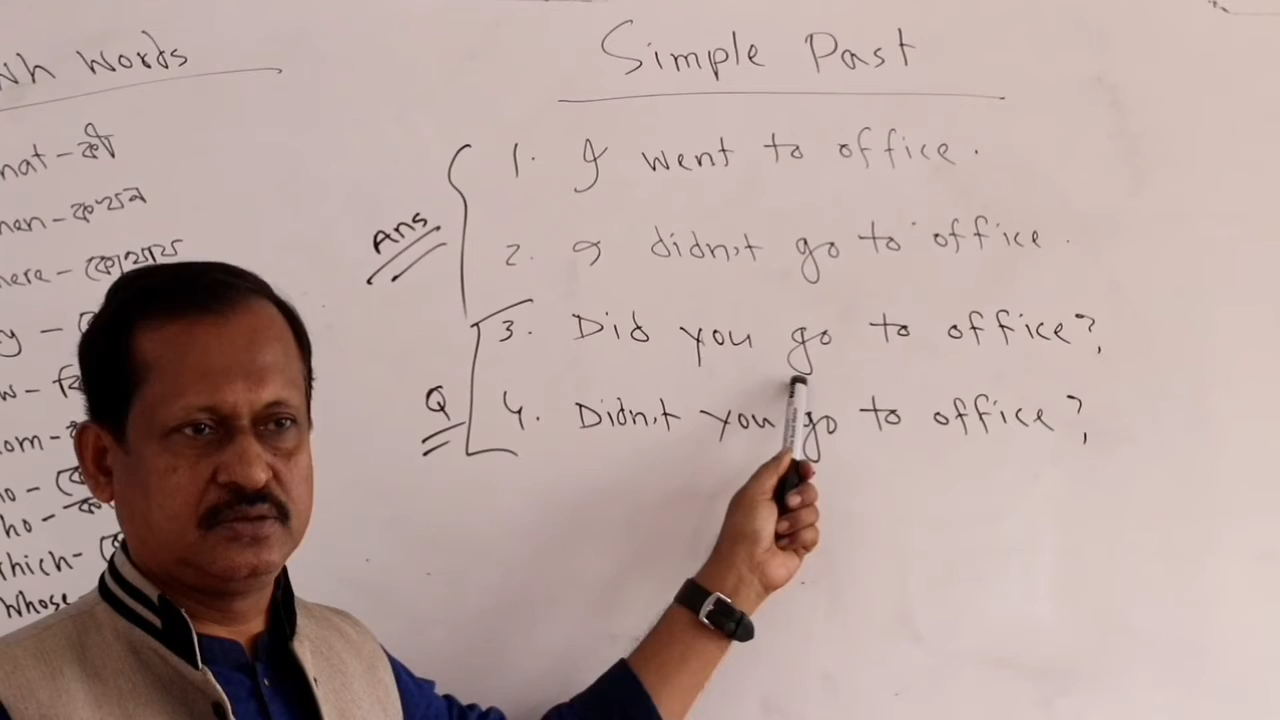 Wh Words
hat - কী
hen - কখন
here - কোথায়
y -
w -
om -
o -
ho -
hich -
Whose
Simple Past
Ans
1. I went to office.
2. I didn't go to office.
Q
3. Did you go to office?
4. Didn't you go to office?